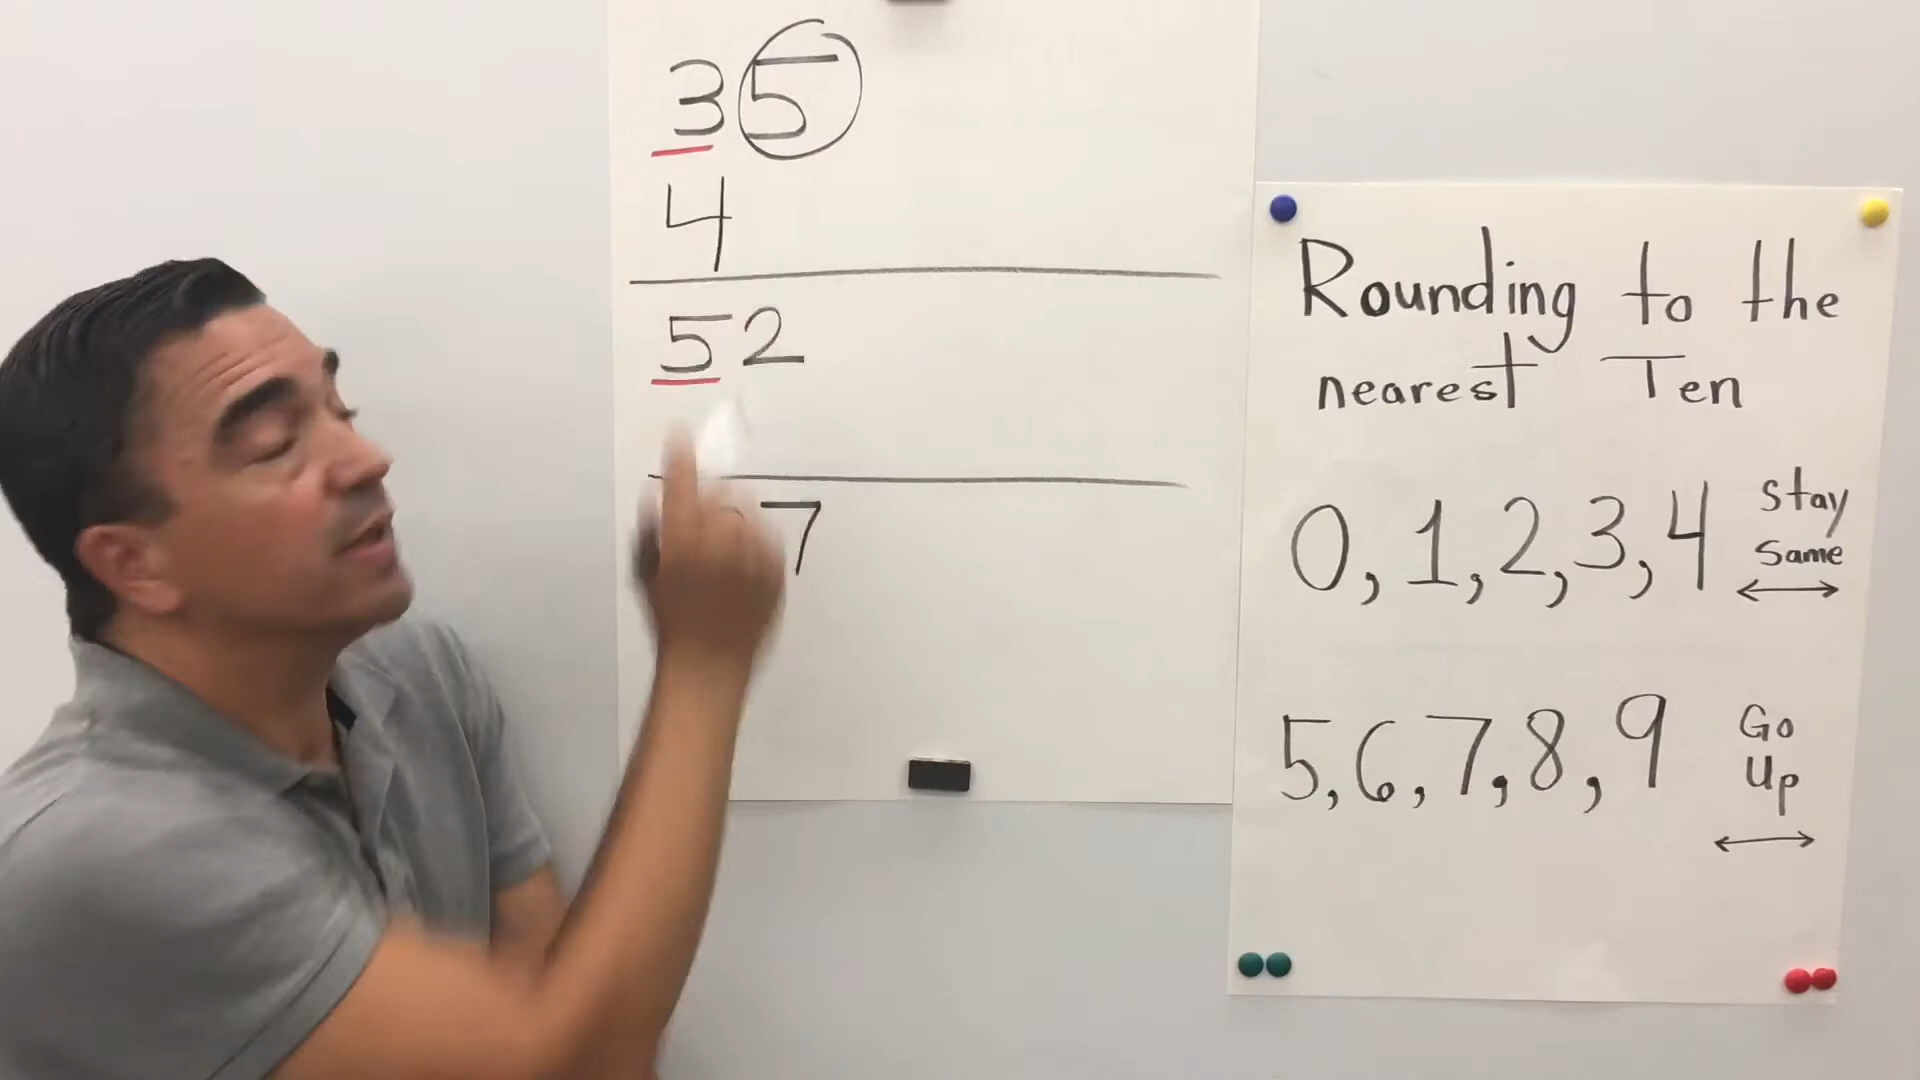 35
4
52
7
Rounding to the
nearest Ten
0, 1, 2, 3, 4 Stay
Same
5, 6, 7, 8, 9 Go
Up